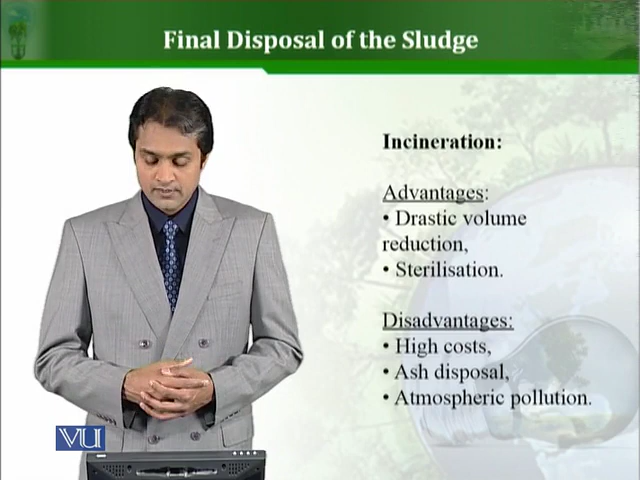 Final Disposal of the Sludge
Incineration:
Advantages:
• Drastic volume
reduction,
• Sterilisation.
Disadvantages:
• High costs,
• Ash disposal,
• Atmospheric pollution.
VU